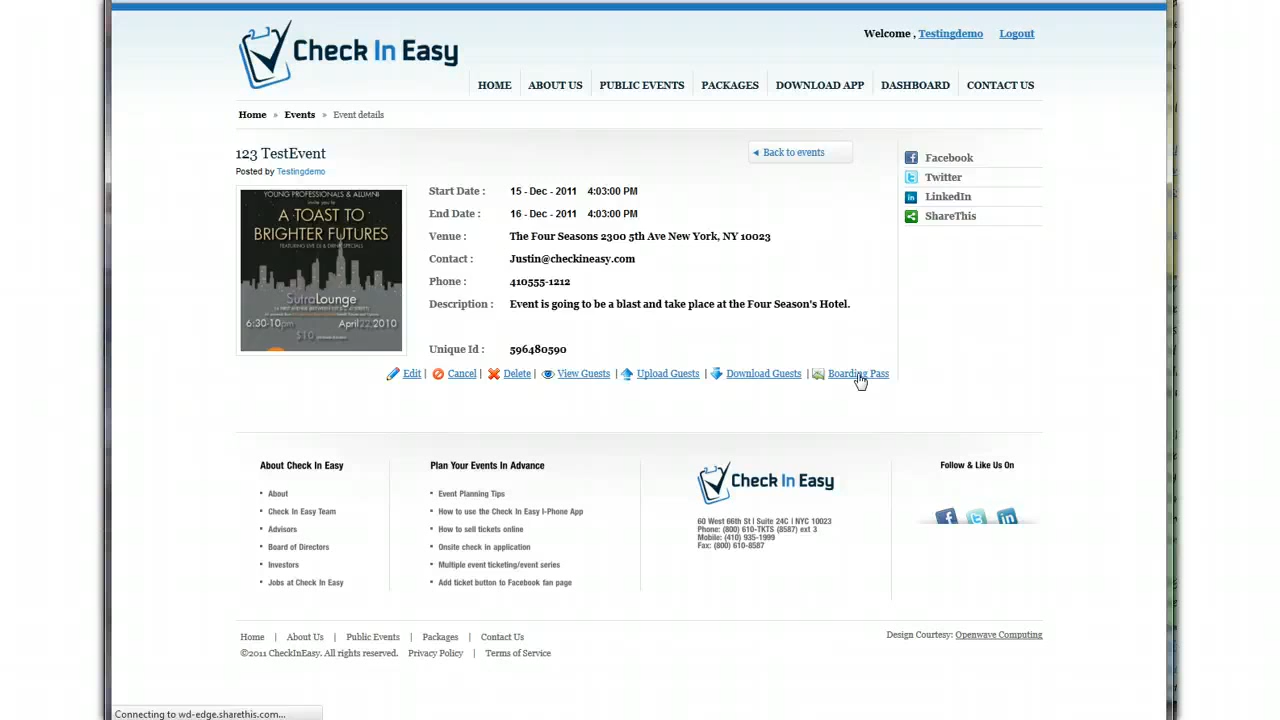 Check In Easy
Welcome , Testingdemo Logout
HOME ABOUT US PUBLIC EVENTS PACKAGES DOWNLOAD APP DASHBOARD CONTACT US
Home » Events » Event details
123 TestEvent
Posted by Testingdemo
Back to events
YOUNG PROFESSIONALS & ALUMNI
invite you to
A TOAST TO
BRIGHTER FUTURES
SutraLounge
6:30-10pm April 22, 2010
$10
Start Date : 15 - Dec - 2011 4:03:00 PM
End Date : 16 - Dec - 2011 4:03:00 PM
Venue : The Four Seasons 2300 5th Ave New York, NY 10023
Contact : Justin@checkineasy.com
Phone : 410555-1212
Description : Event is going to be a blast and take place at the Four Season's Hotel.
Unique Id : 596480590
Edit | Cancel | Delete | View Guests | Upload Guests | Download Guests | Boarding Pass
Facebook
Twitter
LinkedIn
ShareThis
About Check In Easy
About
Check In Easy Team
Advisors
Board of Directors
Investors
Jobs at Check In Easy
Plan Your Events In Advance
Event Planning Tips
How to use the Check In Easy I-Phone App
How to sell tickets online
Onsite check in application
Multiple event ticketing/event series
Add ticket button to Facebook fan page
Check In Easy
60 West 66th St | Suite 24C | NYC 10023
Phone: (800) 610-TKTS (8587) ext 3
Mobile: (410) 935-1999
Fax: (800) 610-8587
Follow & Like Us On
Home | About Us | Public Events | Packages | Contact Us
©2011 CheckInEasy. All rights reserved. Privacy Policy | Terms of Service
Design Courtesy: Openwave Computing
Connecting to wd-edge.sharethis.com...